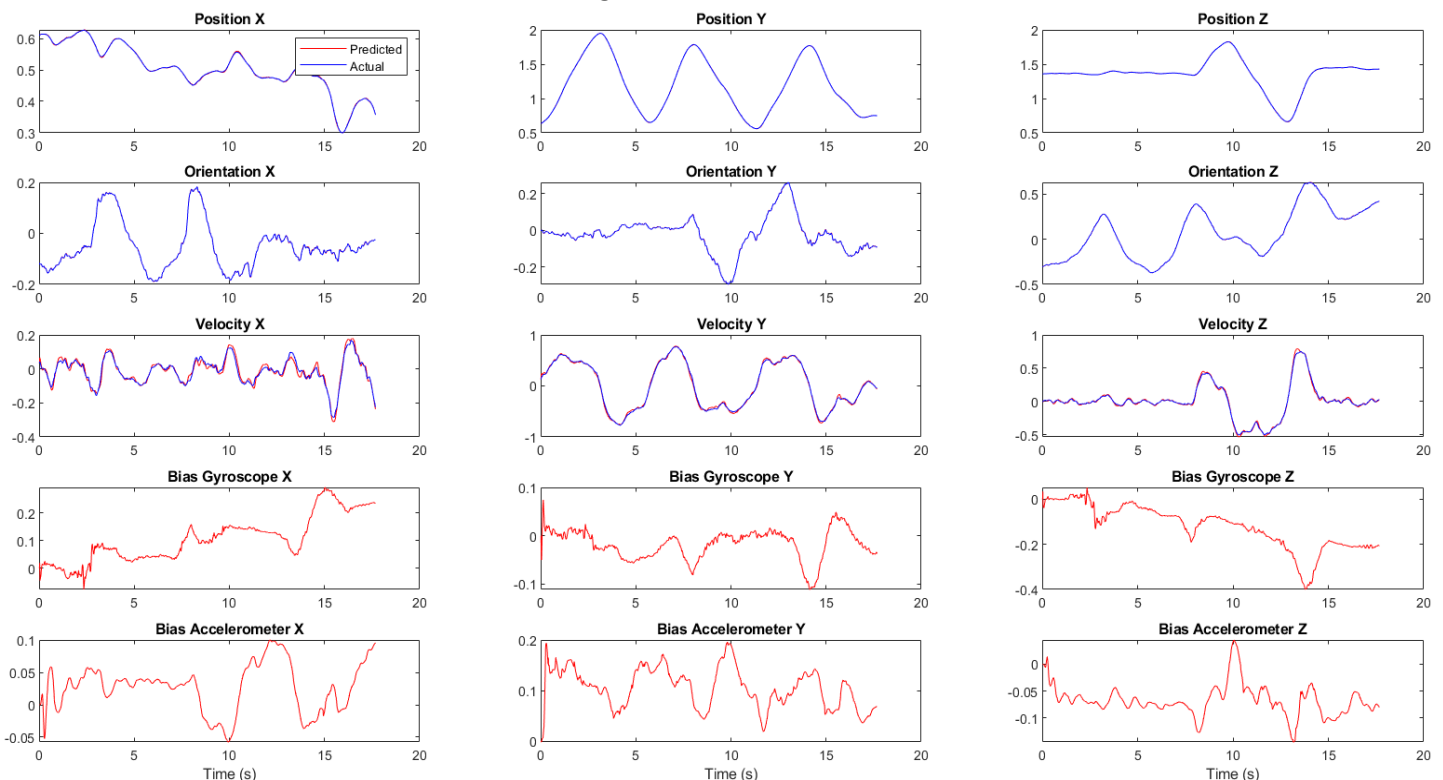 Position X
Position Y
Position Z
Predicted
Actual
0.6
0.5
0.4
0.3
0 5 10 15 20
2
1.5
1
0.5
0 5 10 15 20
2
1.5
1
0.5
0 5 10 15 20
Orientation X
Orientation Y
Orientation Z
0.2
0
-0.2
0 5 10 15 20
0.2
0
-0.2
0 5 10 15 20
0.5
0
-0.5
0 5 10 15 20
Velocity X
Velocity Y
Velocity Z
0.2
0
-0.2
-0.4
0 5 10 15 20
1
0
-1
0 5 10 15 20
1
0.5
0
-0.5
0 5 10 15 20
Bias Gyroscope X
Bias Gyroscope Y
Bias Gyroscope Z
0.2
0.1
0
0 5 10 15 20
0.1
0
-0.1
0 5 10 15 20
0
-0.2
-0.4
0 5 10 15 20
Bias Accelerometer X
Bias Accelerometer Y
Bias Accelerometer Z
0.1
0.05
0
-0.05
0 5 10 15 20
Time (s)
0.2
0.1
0
0 5 10 15 20
Time (s)
0
-0.05
-0.1
0 5 10 15 20
Time (s)